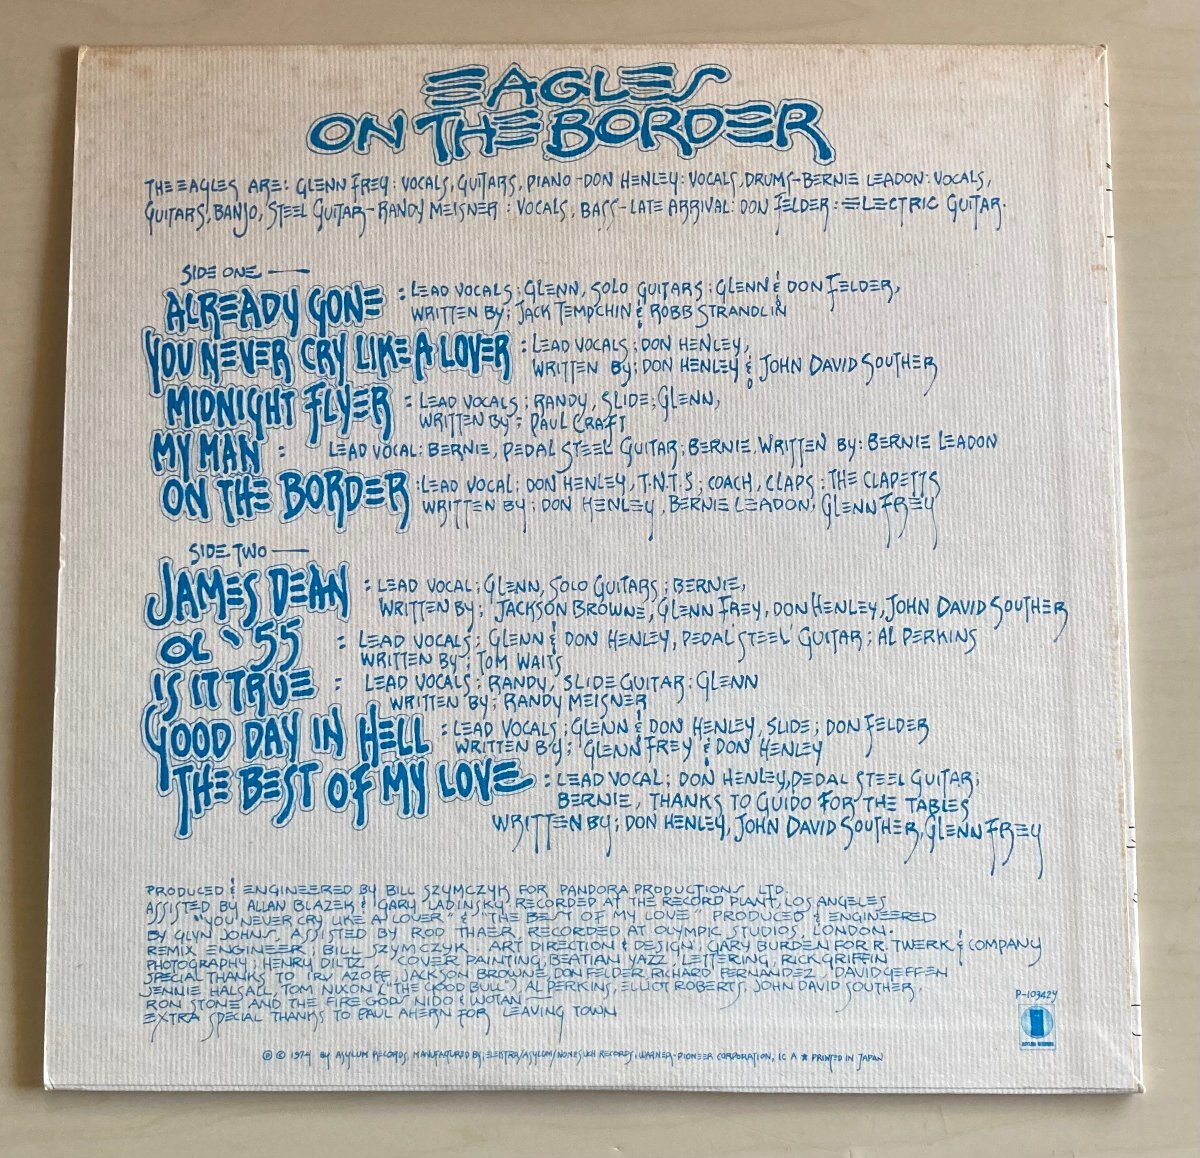 EAGLES
ON THE BORDER
THE EAGLES ARE: GLENN FREY: VOCALS, GUITARS, PIANO - DON HENLEY: VOCALS, DRUMS - BERNIE LEADON: VOCALS,
GUITARS, BANJO, STEEL GUITAR - RANDY MEISNER: VOCALS, BASS - LATE ARRIVAL: DON FELDER: ELECTRIC GUITAR.
SIDE ONE —
ALREADY GONE : LEAD VOCALS; GLENN, SOLO GUITARS; GLENN & DON FELDER,
WRITTEN BY; JACK TEMPCHIN & ROBB STRANDLIN
YOU NEVER CRY LIKE A LOVER : LEAD VOCALS; DON HENLEY,
WRITTEN BY; DON HENLEY & JOHN DAVID SOUTHER
MIDNIGHT FLYER : LEAD VOCALS; RANDY, SLIDE; GLENN,
WRITTEN BY; PAUL CRAFT
MY MAN : LEAD VOCAL: BERNIE, PEDAL STEEL GUITAR; BERNIE, WRITTEN BY: BERNIE LEADON
ON THE BORDER : LEAD VOCAL; DON HENLEY, T.N.T.S; COACH, CLAPS; THE CLAPETTS
WRITTEN BY; DON HENLEY, BERNIE LEADON, GLENN FREY
SIDE TWO —
JAMES DEAN : LEAD VOCAL; GLENN, SOLO GUITARS; BERNIE,
WRITTEN BY; JACKSON BROWNE, GLENN FREY, DON HENLEY, JOHN DAVID SOUTHER
OL '55 : LEAD VOCALS; GLENN & DON HENLEY, PEDAL STEEL GUITAR; AL PERKINS
WRITTEN BY; TOM WAITS
IS IT TRUE : LEAD VOCALS; RANDY, SLIDE GUITAR; GLENN
WRITTEN BY; RANDY MEISNER
GOOD DAY IN HELL : LEAD VOCALS; GLENN & DON HENLEY, SLIDE; DON FELDER
WRITTEN BY; GLENN FREY & DON HENLEY
THE BEST OF MY LOVE : LEAD VOCAL; DON HENLEY, PEDAL STEEL GUITAR;
BERNIE, THANKS TO GUIDO FOR THE TABLES
WRITTEN BY; DON HENLEY, JOHN DAVID SOUTHER, GLENN FREY
PRODUCED & ENGINEERED BY BILL SZYMCZYK FOR PANDORA PRODUCTIONS LTD.
ASSISTED BY ALLAN BLAZEK & GARY LADINSKY RECORDED AT THE RECORD PLANT, LOS ANGELES
"YOU NEVER CRY LIKE A LOVER" & "THE BEST OF MY LOVE" PRODUCED & ENGINEERED
BY GLYN JOHNS, ASSISTED BY ROD THAER, RECORDED AT OLYMPIC STUDIOS, LONDON.
REMIX ENGINEER; BILL SZYMCZYK ART DIRECTION & DESIGN; GARY BURDEN FOR R. TWERK & COMPANY
PHOTOGRAPHY; HENRY DILTZ, COVER PAINTING, BEATIAN YAZZ, LETTERING; RICK GRIFFIN
SPECIAL THANKS TO IRV AZOFF, JACKSON BROWNE, DON FELDER, RICHARD FERNANDEZ, DAVID GEFFEN
JENNIE HALSALL, TOM NIXON ("THE GOOD BULL"), AL PERKINS, ELLIOT ROBERTS, JOHN DAVID SOUTHER.
RON STONE AND THE FIRE GODS NIDO & WOTAN —
EXTRA SPECIAL THANKS TO PAUL AHERN FOR LEAVING TOWN
P-10342Y
ASYLUM RECORDS
Ⓟ © 1974 BY ASYLUM RECORDS, MANUFACTURED BY; ELEKTRA/ASYLUM/NONESUCH RECORDS; WARNER-PIONEER CORPORATION, IC A ★ PRINTED IN JAPAN